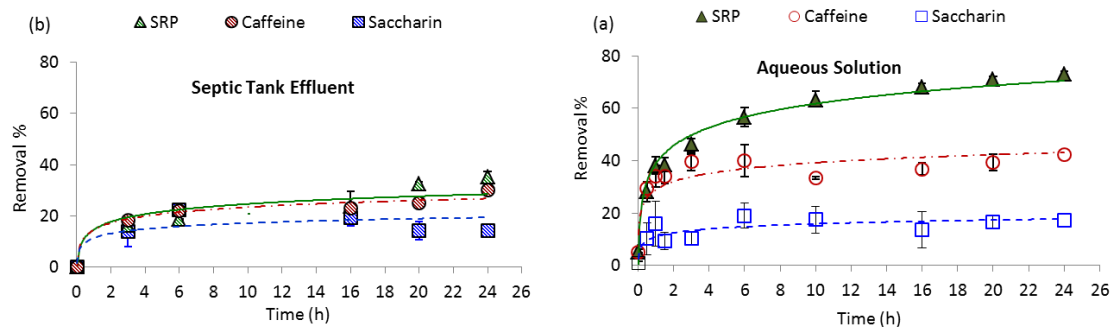 (b)
SRP
Caffeine
Saccharin
Septic Tank Effluent
Removal %
80
60
40
20
0
0 2 4 6 8 10 12 14 16 18 20 22 24 26
Time (h)
(a)
SRP
Caffeine
Saccharin
Aqueous Solution
Removal %
80
60
40
20
0
0 2 4 6 8 10 12 14 16 18 20 22 24 26
Time (h)